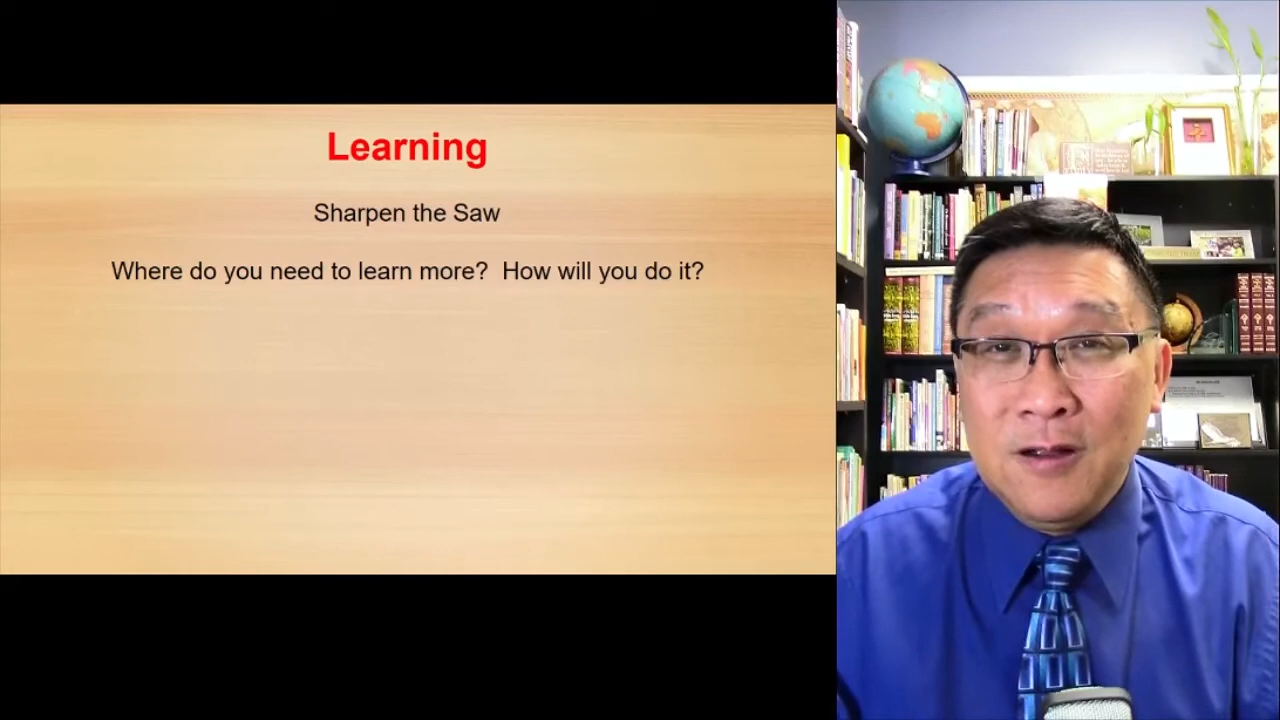 Learning
Sharpen the Saw
Where do you need to learn more?  How will you do it?